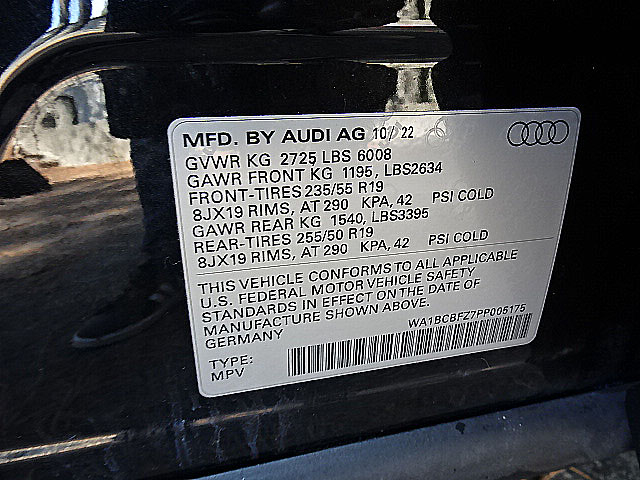 MFD. BY AUDI AG 10/22
GVWR KG 2725 LBS 6008
GAWR FRONT KG 1195, LBS2634
FRONT-TIRES 235/55 R19
8JX19 RIMS, AT 290 KPA, 42 PSI COLD
GAWR REAR KG 1540, LBS3395
REAR-TIRES 255/50 R19
8JX19 RIMS, AT 290 KPA, 42 PSI COLD
THIS VEHICLE CONFORMS TO ALL APPLICABLE
U.S. FEDERAL MOTOR VEHICLE SAFETY
STANDARDS IN EFFECT ON THE DATE OF
MANUFACTURE SHOWN ABOVE.
GERMANY
WA1BCBFZ7PP005175
TYPE:
MPV